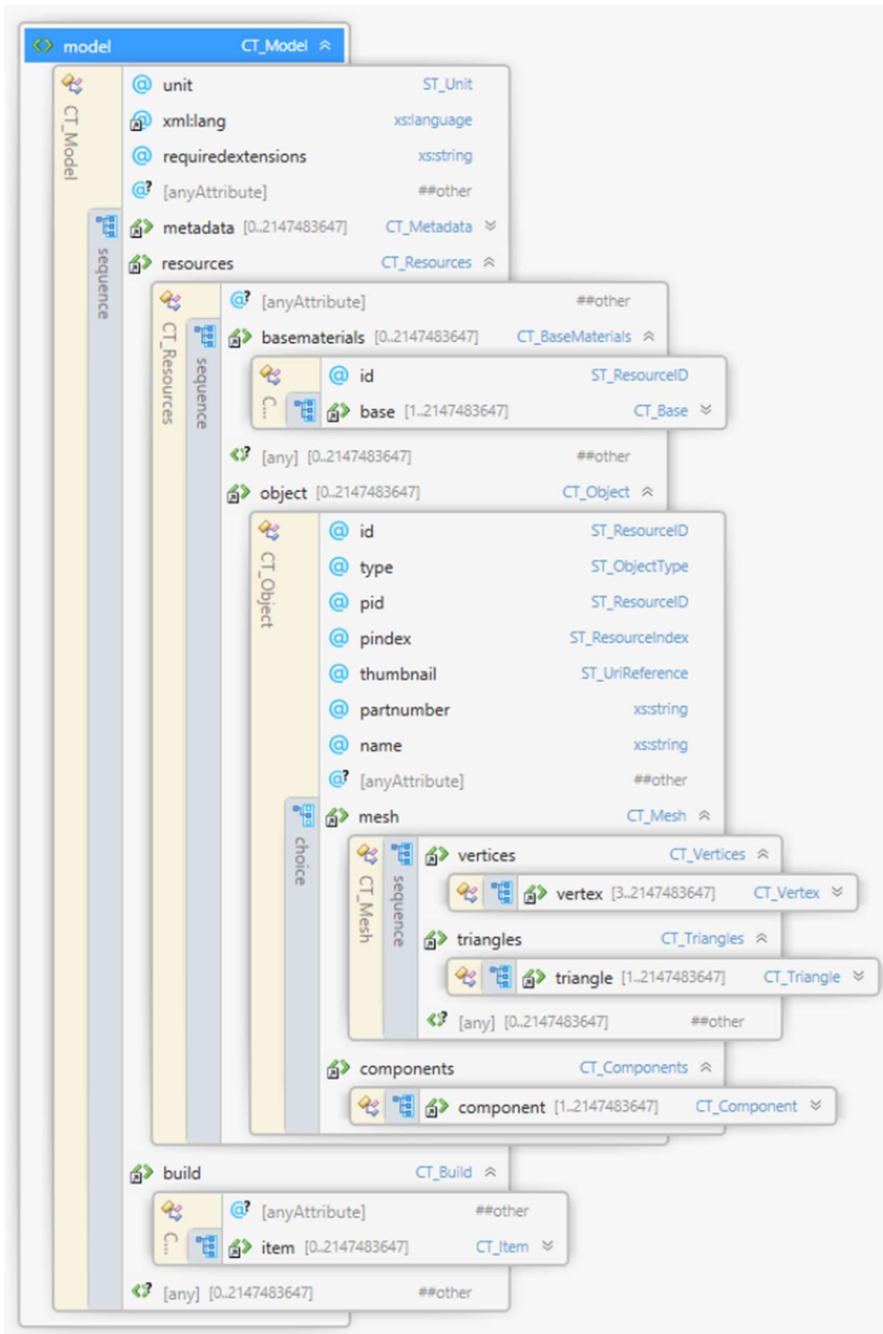 model CT_Model
CT_Model
unit ST_Unit
xml:lang xs:language
requiredextensions xs:string
[anyAttribute] ##other
sequence
metadata [0..2147483647] CT_Metadata
resources CT_Resources
CT_Resources
[anyAttribute] ##other
sequence
basematerials [0..2147483647] CT_BaseMaterials
C...
id ST_ResourceID
base [1..2147483647] CT_Base
[any] [0..2147483647] ##other
object [0..2147483647] CT_Object
CT_Object
id ST_ResourceID
type ST_ObjectType
pid ST_ResourceID
pindex ST_ResourceIndex
thumbnail ST_UriReference
partnumber xs:string
name xs:string
[anyAttribute] ##other
choice
mesh CT_Mesh
CT_Mesh
sequence
vertices CT_Vertices
vertex [3..2147483647] CT_Vertex
triangles CT_Triangles
triangle [1..2147483647] CT_Triangle
[any] [0..2147483647] ##other
components CT_Components
component [1..2147483647] CT_Component
build CT_Build
C...
[anyAttribute] ##other
item [0..2147483647] CT_Item
[any] [0..2147483647] ##other